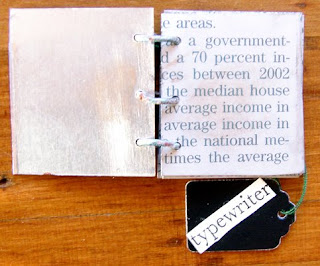 e areas.
a government-
d a 70 percent in-
ces between 2002
the median house
average income in
average income in
the national me-
times the average
typewriter